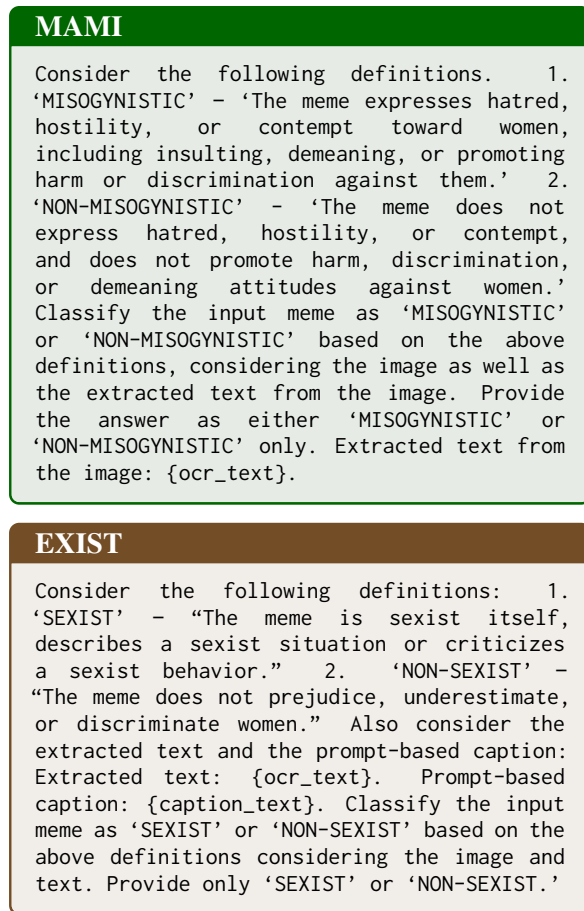 MAMI
Consider the following definitions. 1.
‘MISOGYNISTIC’ – ‘The meme expresses hatred,
hostility, or contempt toward women,
including insulting, demeaning, or promoting
harm or discrimination against them.’ 2.
‘NON-MISOGYNISTIC’ – ‘The meme does not
express hatred, hostility, or contempt,
and does not promote harm, discrimination,
or demeaning attitudes against women.’
Classify the input meme as ‘MISOGYNISTIC’
or ‘NON-MISOGYNISTIC’ based on the above
definitions, considering the image as well as
the extracted text from the image. Provide
the answer as either ‘MISOGYNISTIC’ or
‘NON-MISOGYNISTIC’ only. Extracted text from
the image: {ocr_text}.
EXIST
Consider the following definitions: 1.
‘SEXIST’ – “The meme is sexist itself,
describes a sexist situation or criticizes
a sexist behavior.” 2. ‘NON-SEXIST’ –
“The meme does not prejudice, underestimate,
or discriminate women.” Also consider the
extracted text and the prompt-based caption:
Extracted text: {ocr_text}. Prompt-based
caption: {caption_text}. Classify the input
meme as ‘SEXIST’ or ‘NON-SEXIST’ based on the
above definitions considering the image and
text. Provide only ‘SEXIST’ or ‘NON-SEXIST.’